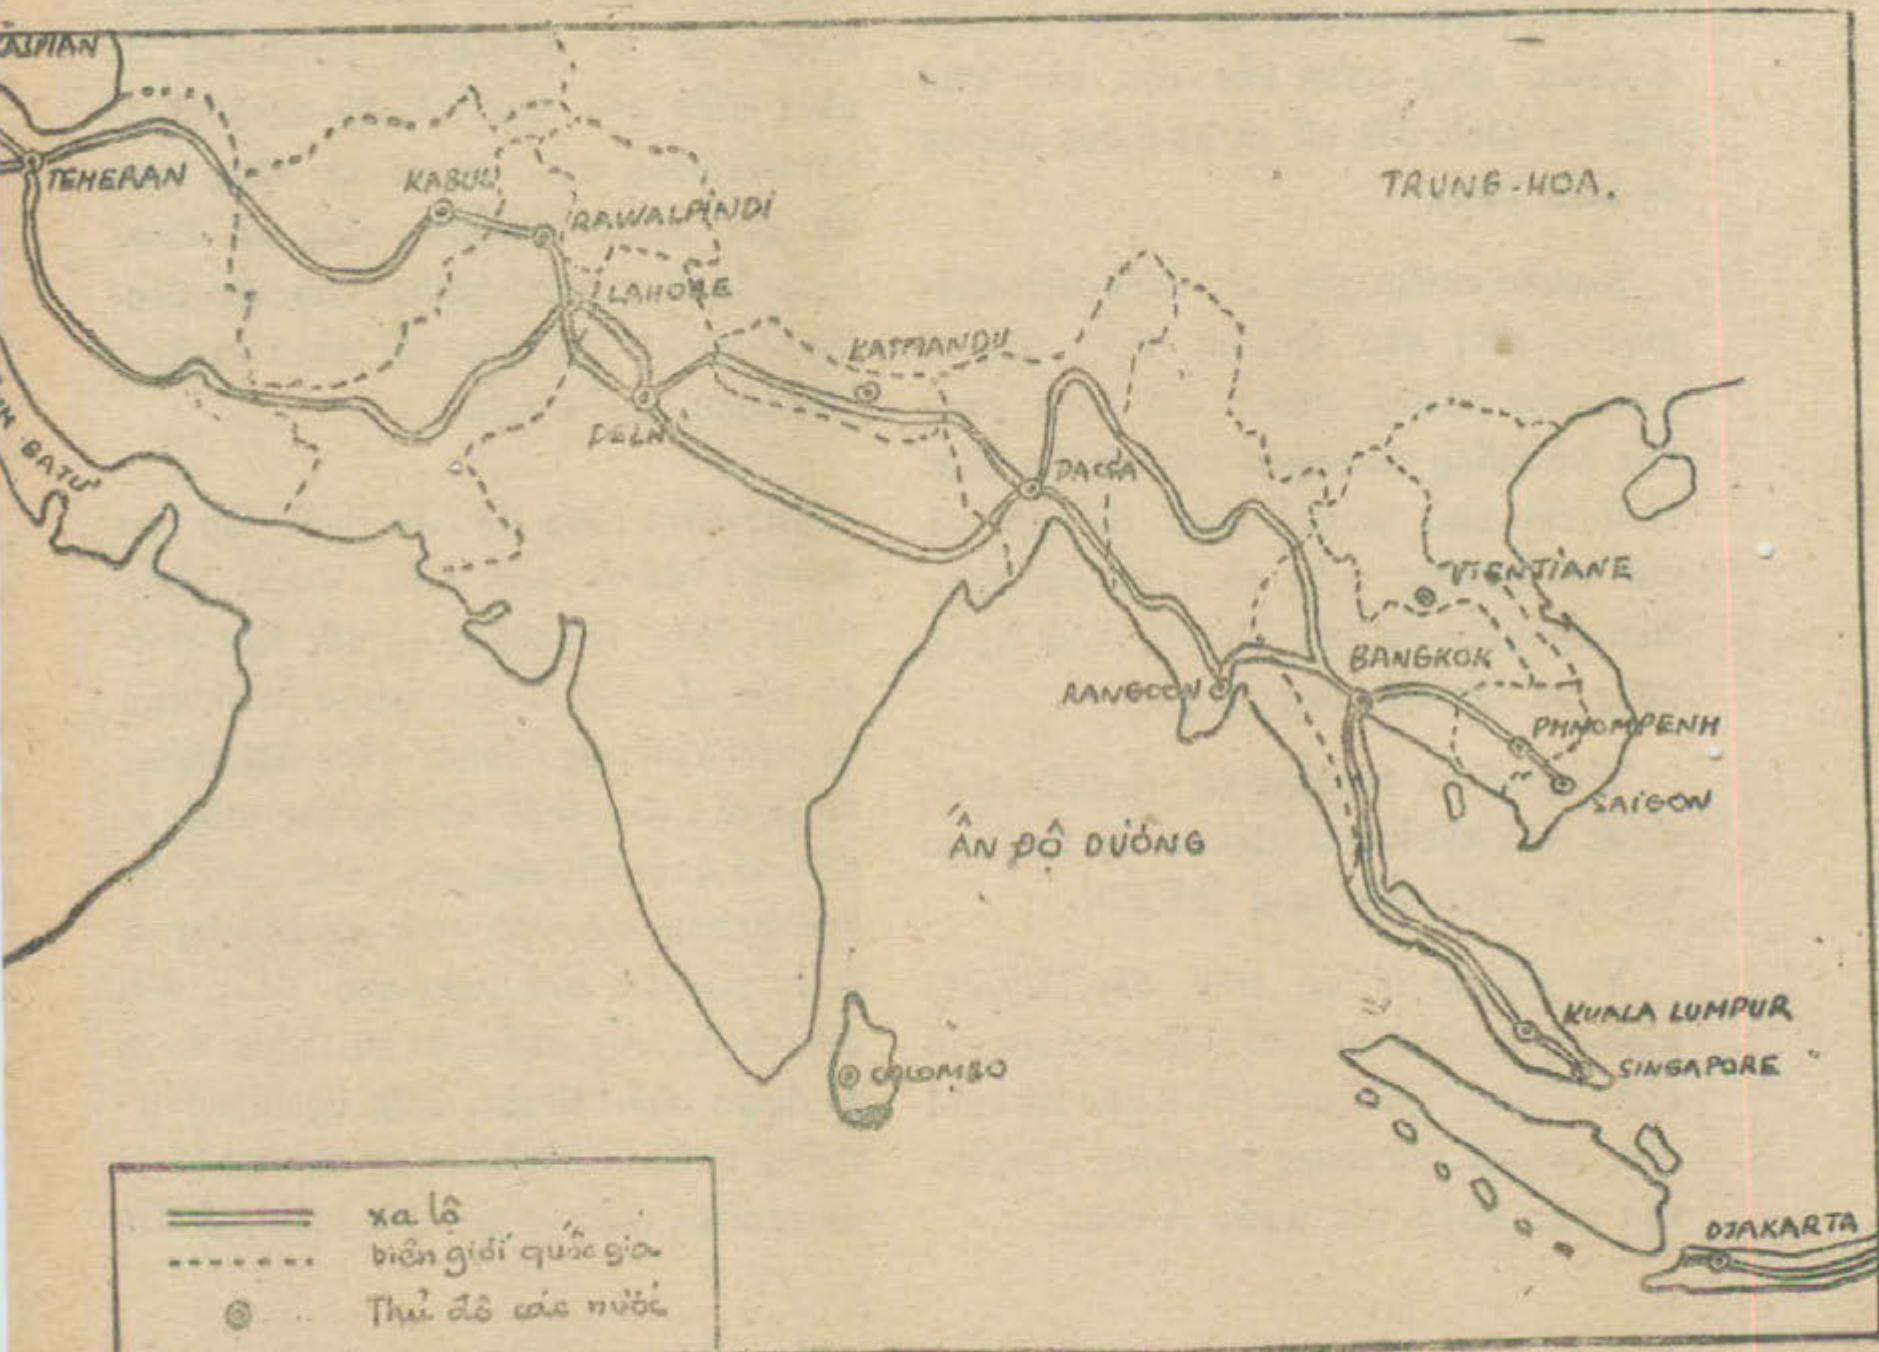 TEHERAN
KABUL
RAWALPINDI
TRUNG-HOA.
LAHORE
KATMANDU
BATƯ
DELHI
DACCA
VIENTIANE
BANGKOK
RANGOON
PHNOMPENH
SAIGON
ẤN ĐỘ DƯƠNG
KUALA LUMPUR
COLOMBO
SINGAPORE
DJAKARTA
xa lộ
biên giới quốc gia
Thủ đô các nước